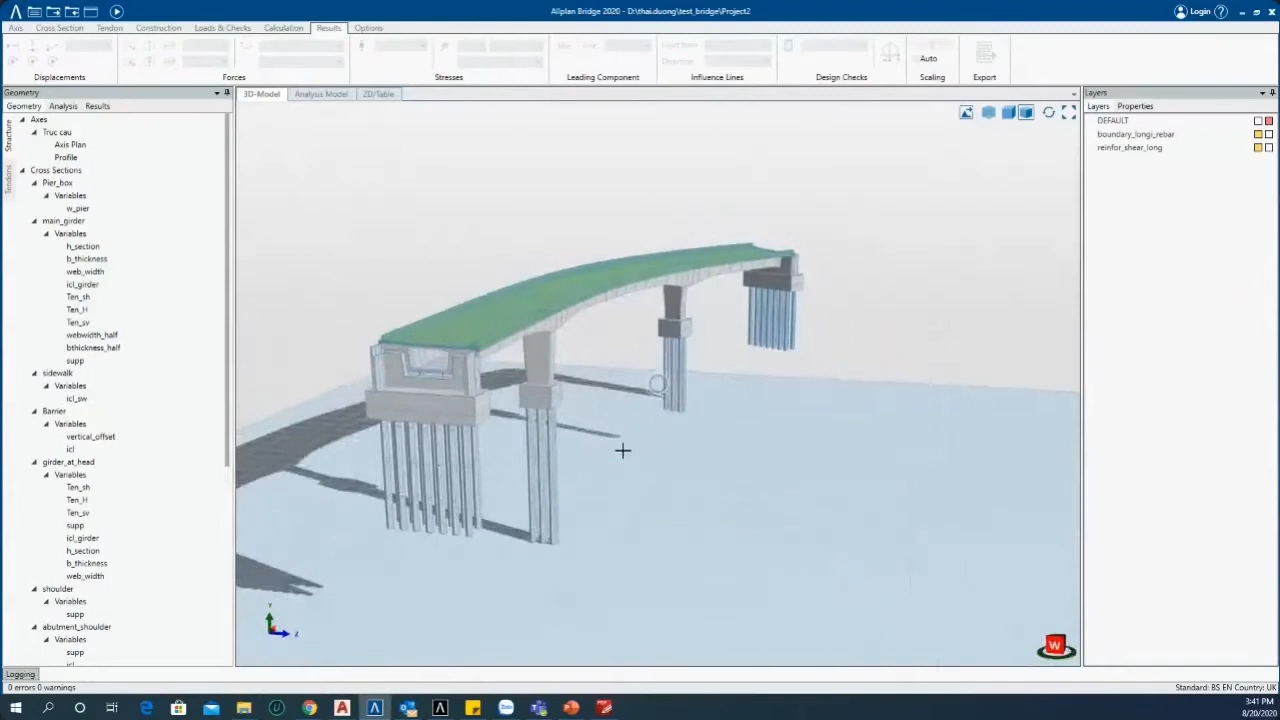 Allplan Bridge 2020 - D:\thai.duong\test_bridge\Project2
Login
Axis Cross Section Tendon Construction Loads & Checks Calculation Results Options
Auto
Displacements Forces Stresses Leading Component Influence Lines Design Checks Scaling Export
Geometry
Geometry Analysis Results
3D-Model Analysis Model 2D/Table
Layers
Layers Properties
Structure
Tendons
Axes
Truc cau
Axis Plan
Profile
Cross Sections
Pier_box
Variables
w_pier
main_girder
Variables
h_section
b_thickness
web_width
icl_girder
Ten_sh
Ten_H
Ten_sv
webwidth_half
bthickness_half
supp
sidewalk
Variables
icl_sw
Barrier
Variables
vertical_offset
icl
girder_at_head
Variables
Ten_sh
Ten_H
Ten_sv
supp
icl_girder
h_section
b_thickness
web_width
shoulder
Variables
supp
abutment_shoulder
Variables
supp
icl
DEFAULT
boundary_longi_rebar
reinfor_shear_long
Y
Z
W
Logging
0 errors 0 warnings
Standard: BS EN Country: UK
3:41 PM
8/20/2020